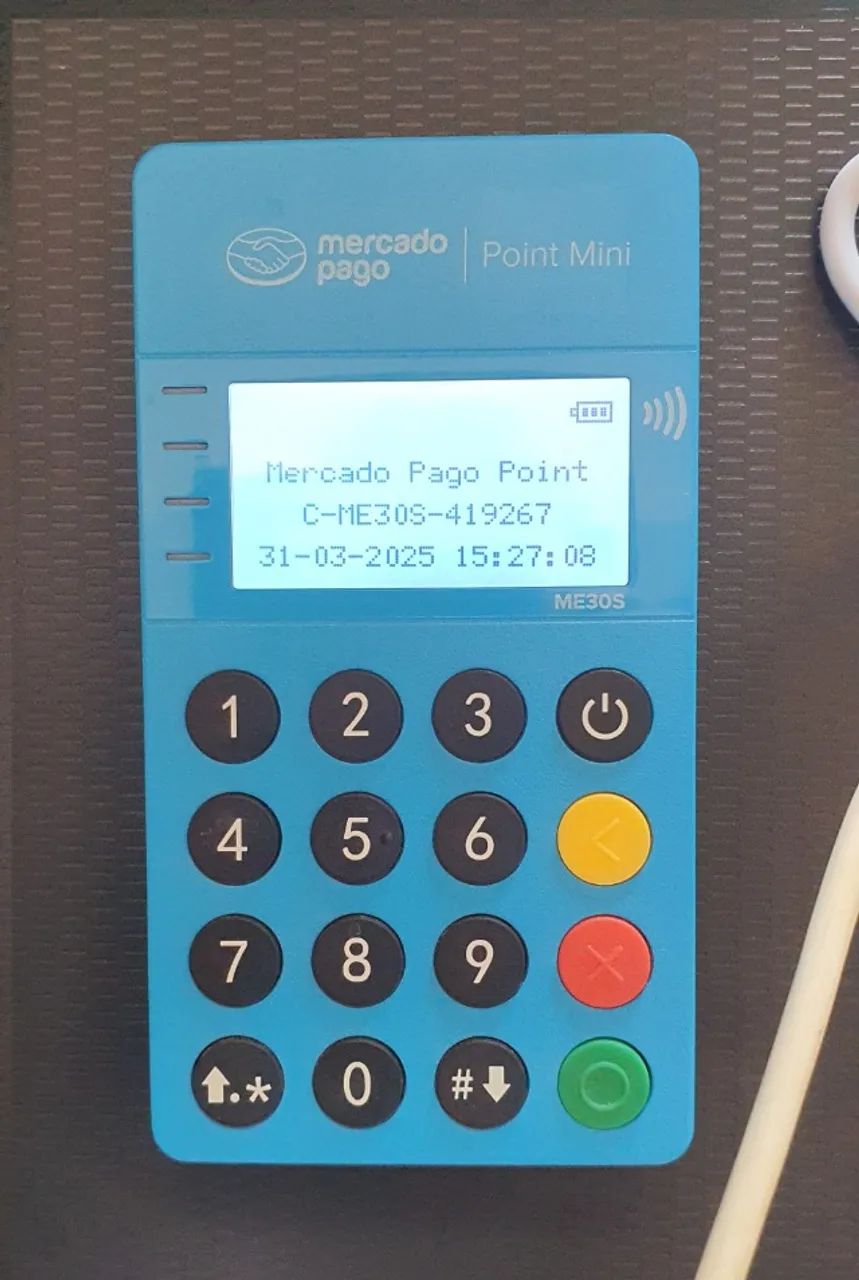 mercado
pago | Point Mini
Mercado Pago Point
C-ME30S-419267
31-03-2025 15:27:08
ME30S
1 2 3
4 5 6
7 8 9
.* 0 #